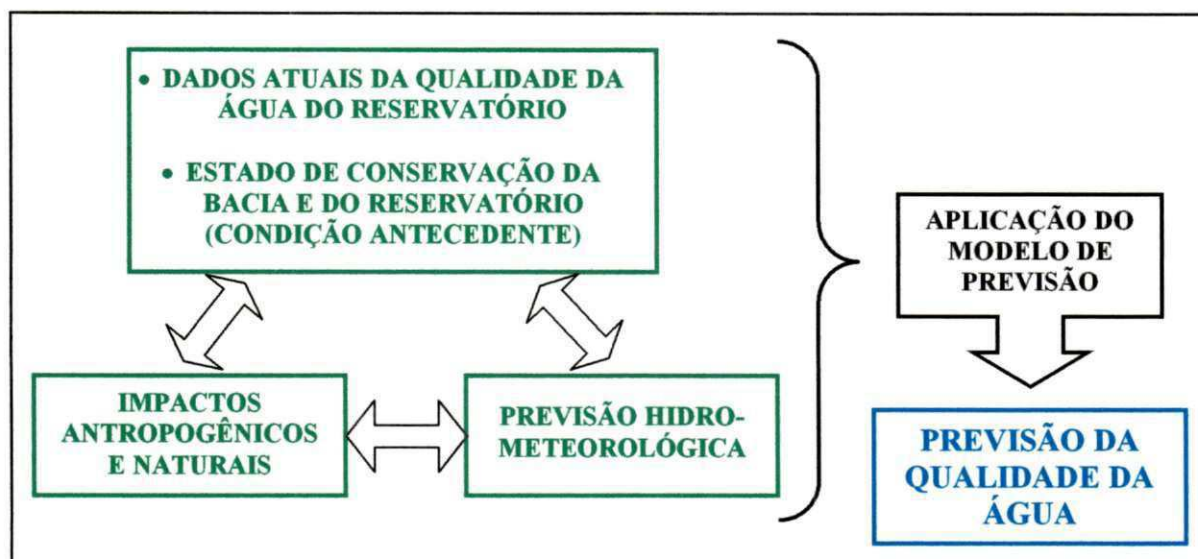 • DADOS ATUAIS DA QUALIDADE DA
ÁGUA DO RESERVATÓRIO
• ESTADO DE CONSERVAÇÃO DA
BACIA E DO RESERVATÓRIO
(CONDIÇÃO ANTECEDENTE)
IMPACTOS
ANTROPOGÊNICOS
E NATURAIS
PREVISÃO HIDRO-
METEOROLÓGICA
APLICAÇÃO DO
MODELO DE
PREVISÃO
PREVISÃO DA
QUALIDADE DA
ÁGUA